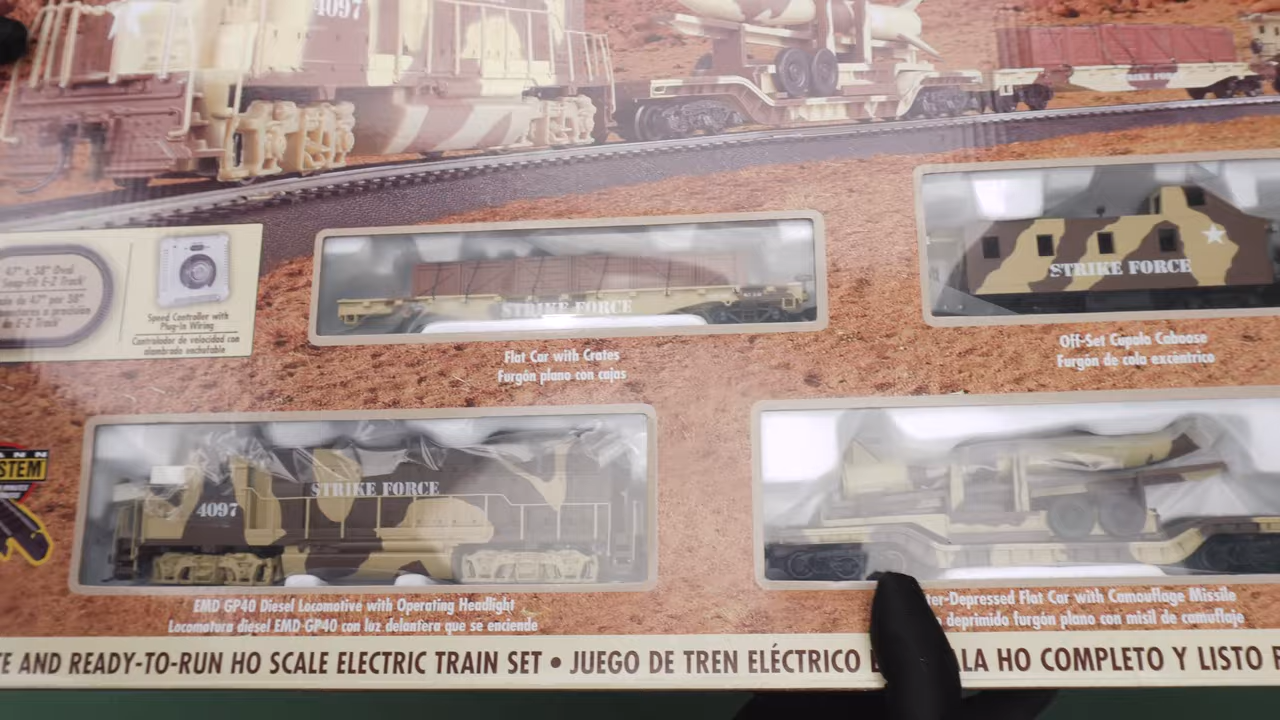 4097
STRIKE FORCE
47" x 38" Oval
Snap-Fit E-Z Track
de 47" por 38"
de E-Z Track
Speed Controller with
Plug-In Wiring
Controlador de velocidad con
alambrado enchufable
STRIKE FORCE
Flat Car with Crates
Furgón plano con cajas
STRIKE FORCE
Off-Set Cupola Caboose
Furgón de cola excéntrico
STEM
STRIKE FORCE
4097
EMD GP40 Diesel Locomotive with Operating Headlight
Locomotora diesel EMD GP40 con luz delantera que se enciende
ter-Depressed Flat Car with Camouflage Missile
deprimido furgón plano con misil de camuflaje
AND READY-TO-RUN HO SCALE ELECTRIC TRAIN SET • JUEGO DE TREN ELÉCTRICO LA HO COMPLETO Y LISTO